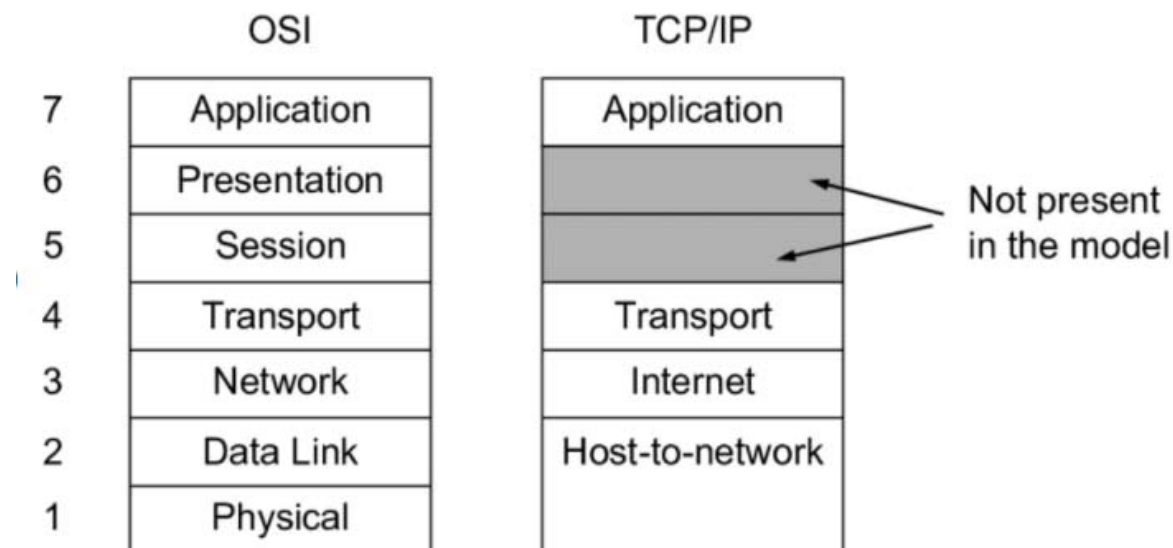 OSI TCP/IP
7 Application Application
6 Presentation
5 Session
Not present
in the model
4 Transport Transport
3 Network Internet
2 Data Link Host-to-network
1 Physical